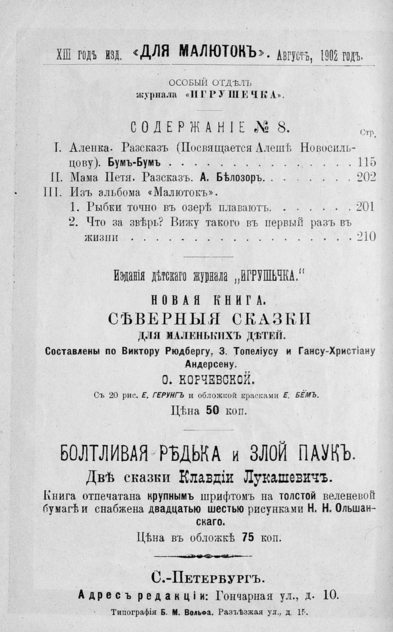 XIII годъ изд. «ДЛЯ МАЛЮТОКЪ». Августъ, 1902 годъ.
ОСОБЫЙ ОТДѢЛЪ
журнала «ИГРУШЕЧКА».
СОДЕРЖАНІЕ № 8.
Стр.
I. Аленка. Разсказъ (Посвящается Алешѣ Новосиль-
цову). Бумъ-Бумъ . . . . . . . . . . . . . . . . 115
II. Мама Петя. Разсказъ. А. Бѣлозоръ. . . . . . . . . 202
III. Изъ альбома «Малютокъ».
1. Рыбки точно въ озерѣ плаваютъ. . . . . . . . . . 201
2. Что за звѣрь? Вижу такого въ первый разъ въ
жизни . . . . . . . . . . . . . . . . . . . . 210
Изданія дѣтскаго журнала „ИГРУШЕЧКА.“
НОВАЯ КНИГА.
СѢВЕРНЫЯ СКАЗКИ
ДЛЯ МАЛЕНЬКИХЪ ДѢТЕЙ.
Составлены по Виктору Рюдбергу, З. Топеліусу и Гансу-Христіану
Андерсену.
О. КОРЧЕВСКОЙ.
Съ 20 рис. Е. ГЕРУНГЪ и обложкой красками Е. БЁМЪ.
Цѣна 50 коп.
БОЛТЛИВАЯ РѢДЬКА и ЗЛОЙ ПАУКЪ.
Двѣ сказки Клавдіи Лукашевичъ.
Книга отпечатана крупнымъ шрифтомъ на толстой веленевой
бумагѣ и снабжена двадцатью шестью рисунками Н. Н. Ольшан-
скаго.
Цѣна въ обложкѣ 75 коп.
С.-ПЕТЕРБУРГЪ.
Адресъ редакціи: Гончарная ул., д. 10.
Типографія Б. М. Вольфа. Разъѣзжая ул., д. 15.